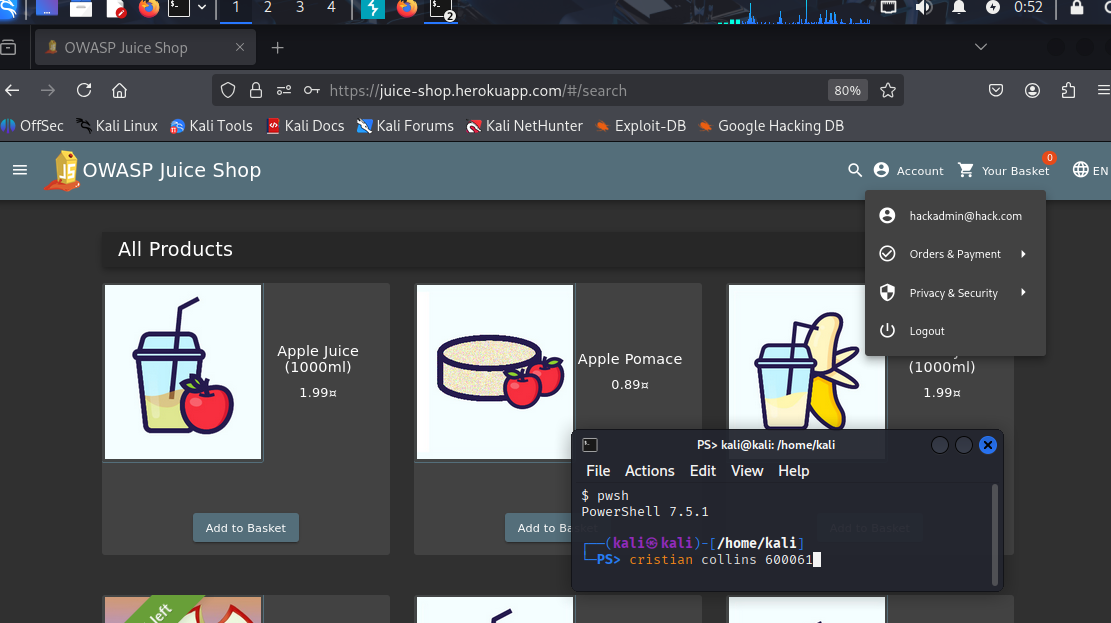 1 2 3 4 2 0:52
OWASP Juice Shop
https://juice-shop.herokuapp.com/#/search 80%
OffSec Kali Linux Kali Tools Kali Docs Kali Forums Kali NetHunter Exploit-DB Google Hacking DB
JS OWASP Juice Shop Account Your Basket 0 EN
hackadmin@hack.com
Orders & Payment
Privacy & Security
Logout
All Products
Apple Juice
(1000ml)
1.99¤
Add to Basket
Apple Pomace
0.89¤
Add to Ba
(1000ml)
1.99¤
left
PS> kali@kali: /home/kali
File Actions Edit View Help
$ pwsh
PowerShell 7.5.1
┌──(kali㉿kali)-[/home/kali]
└─PS> cristian collins 600061